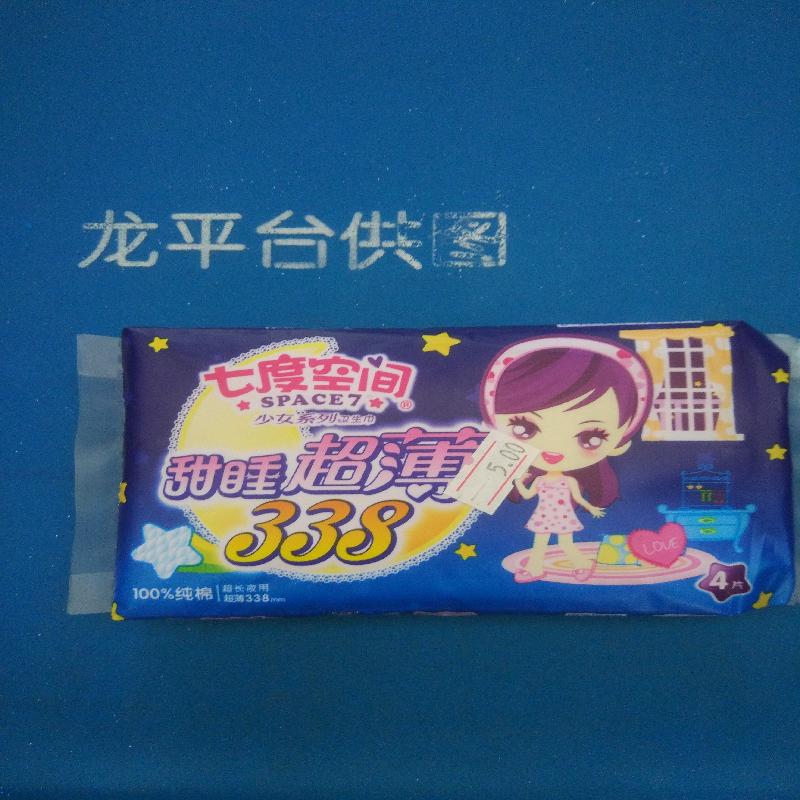 龙平台供图
七度空间
SPACE7
®
少女系列卫生巾
甜睡超薄
338
5.00
100%纯棉
超长夜用
超薄338mm
LOVE
4片